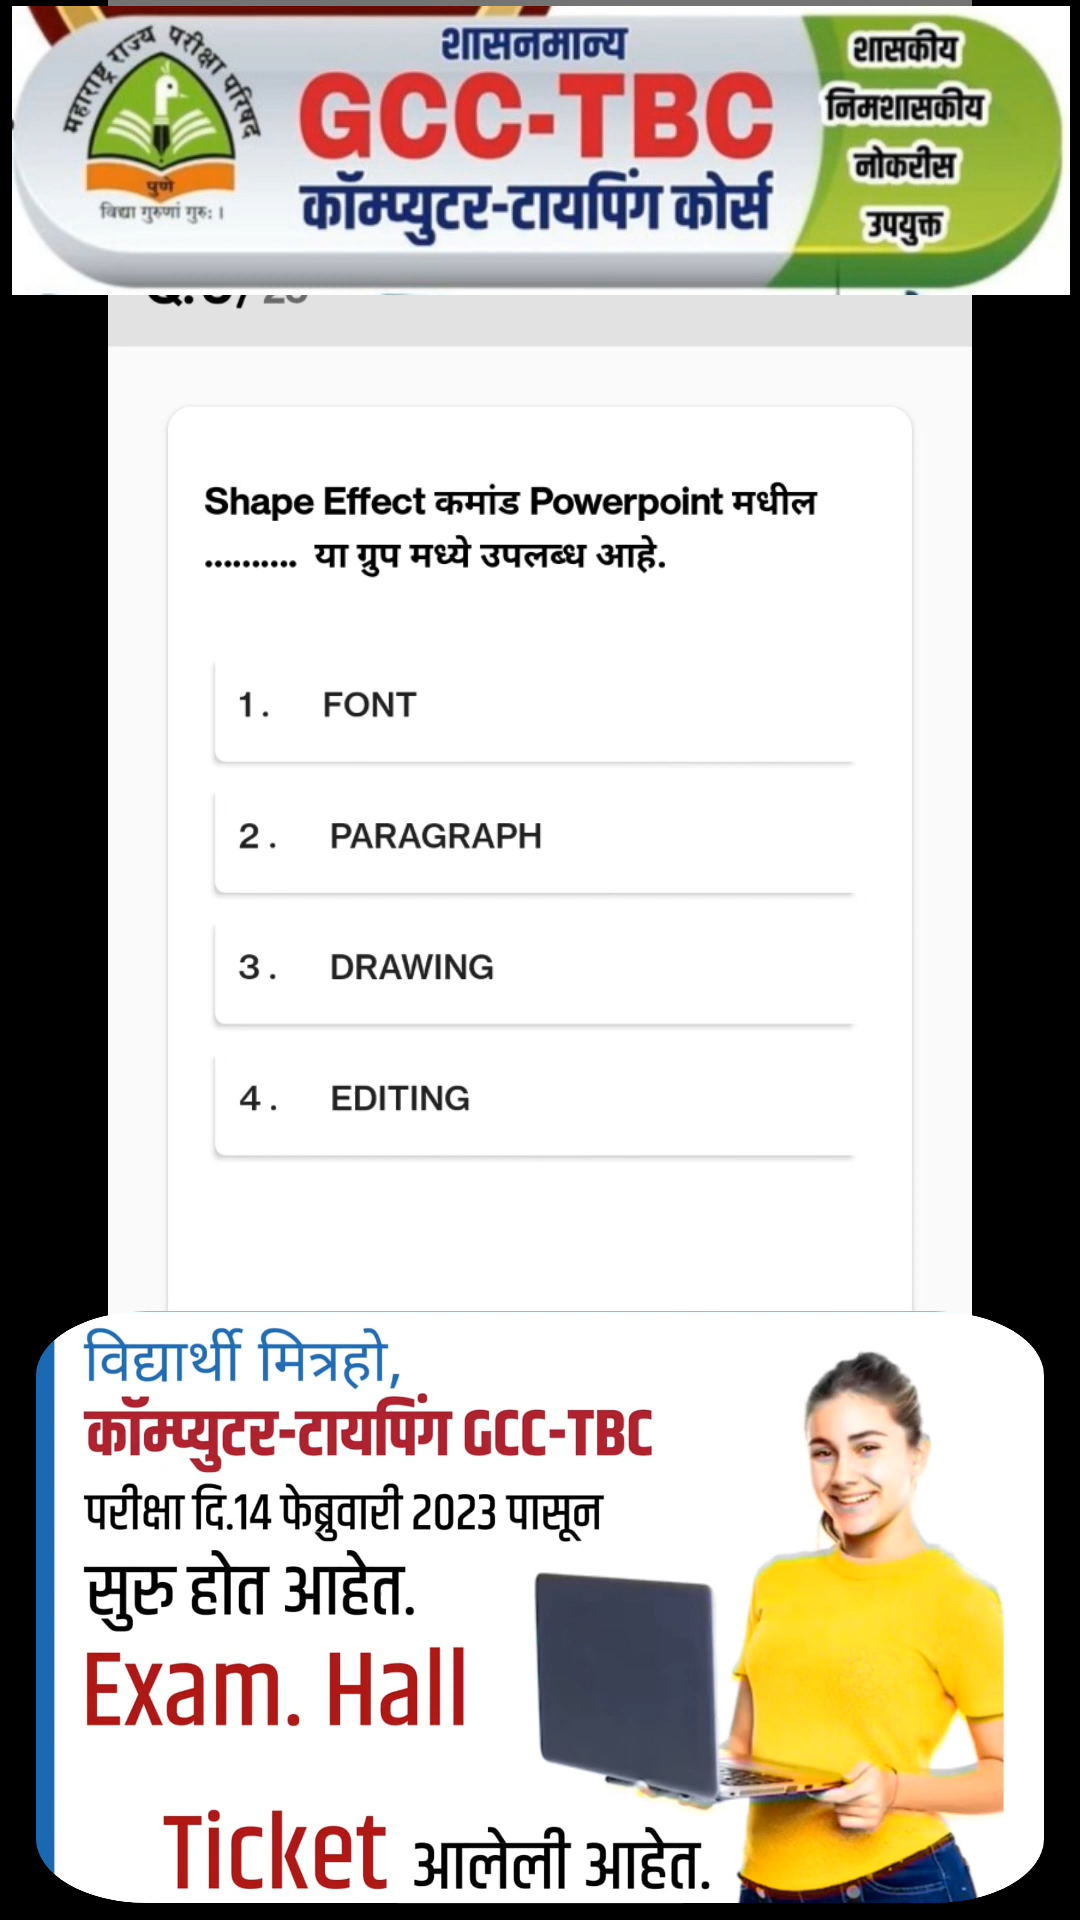 महाराष्ट्र राज्य परीक्षा परिषद
पुणे
विद्या गुरुणां गुरु: ।
शासनमान्य
GCC-TBC
कॉम्प्युटर-टायपिंग कोर्स
शासकीय
निमशासकीय
नोकरीस
उपयुक्त
Shape Effect कमांड Powerpoint मधील
.......... या ग्रुप मध्ये उपलब्ध आहे.
1. FONT
2. PARAGRAPH
3. DRAWING
4. EDITING
विद्यार्थी मित्रहो,
कॉम्प्युटर-टायपिंग GCC-TBC
परीक्षा दि.14 फेब्रुवारी 2023 पासून
सुरु होत आहेत.
Exam. Hall
Ticket आलेली आहेत.